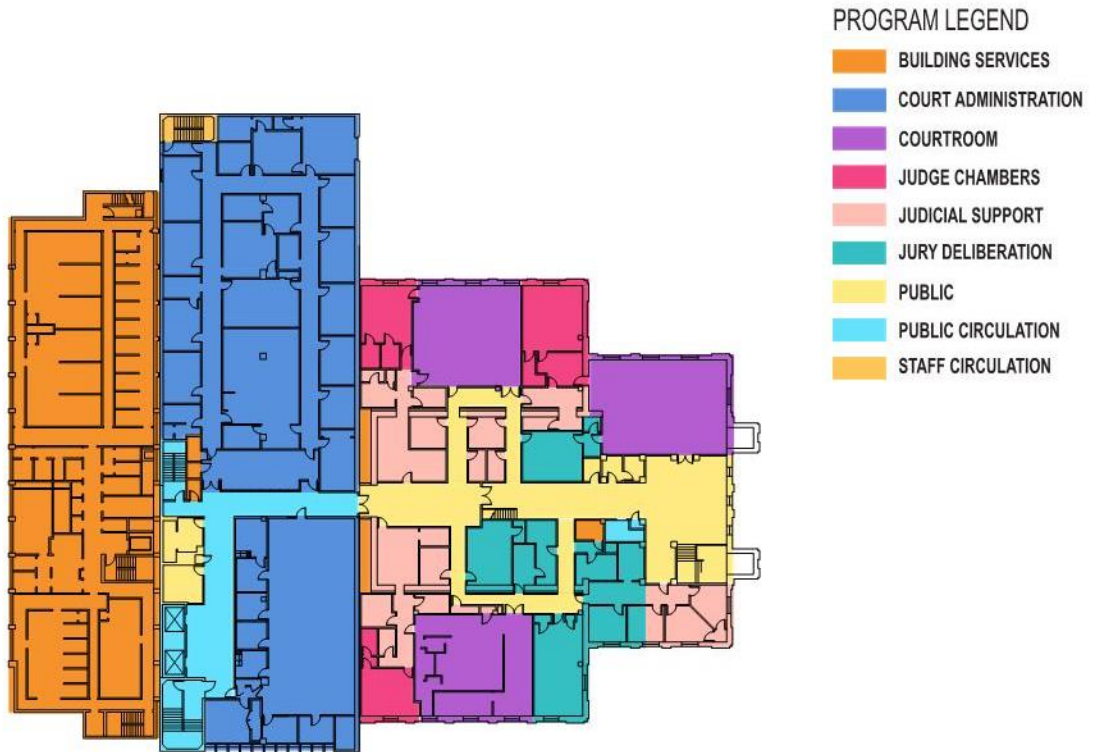 PROGRAM LEGEND
BUILDING SERVICES
COURT ADMINISTRATION
COURTROOM
JUDGE CHAMBERS
JUDICIAL SUPPORT
JURY DELIBERATION
PUBLIC
PUBLIC CIRCULATION
STAFF CIRCULATION